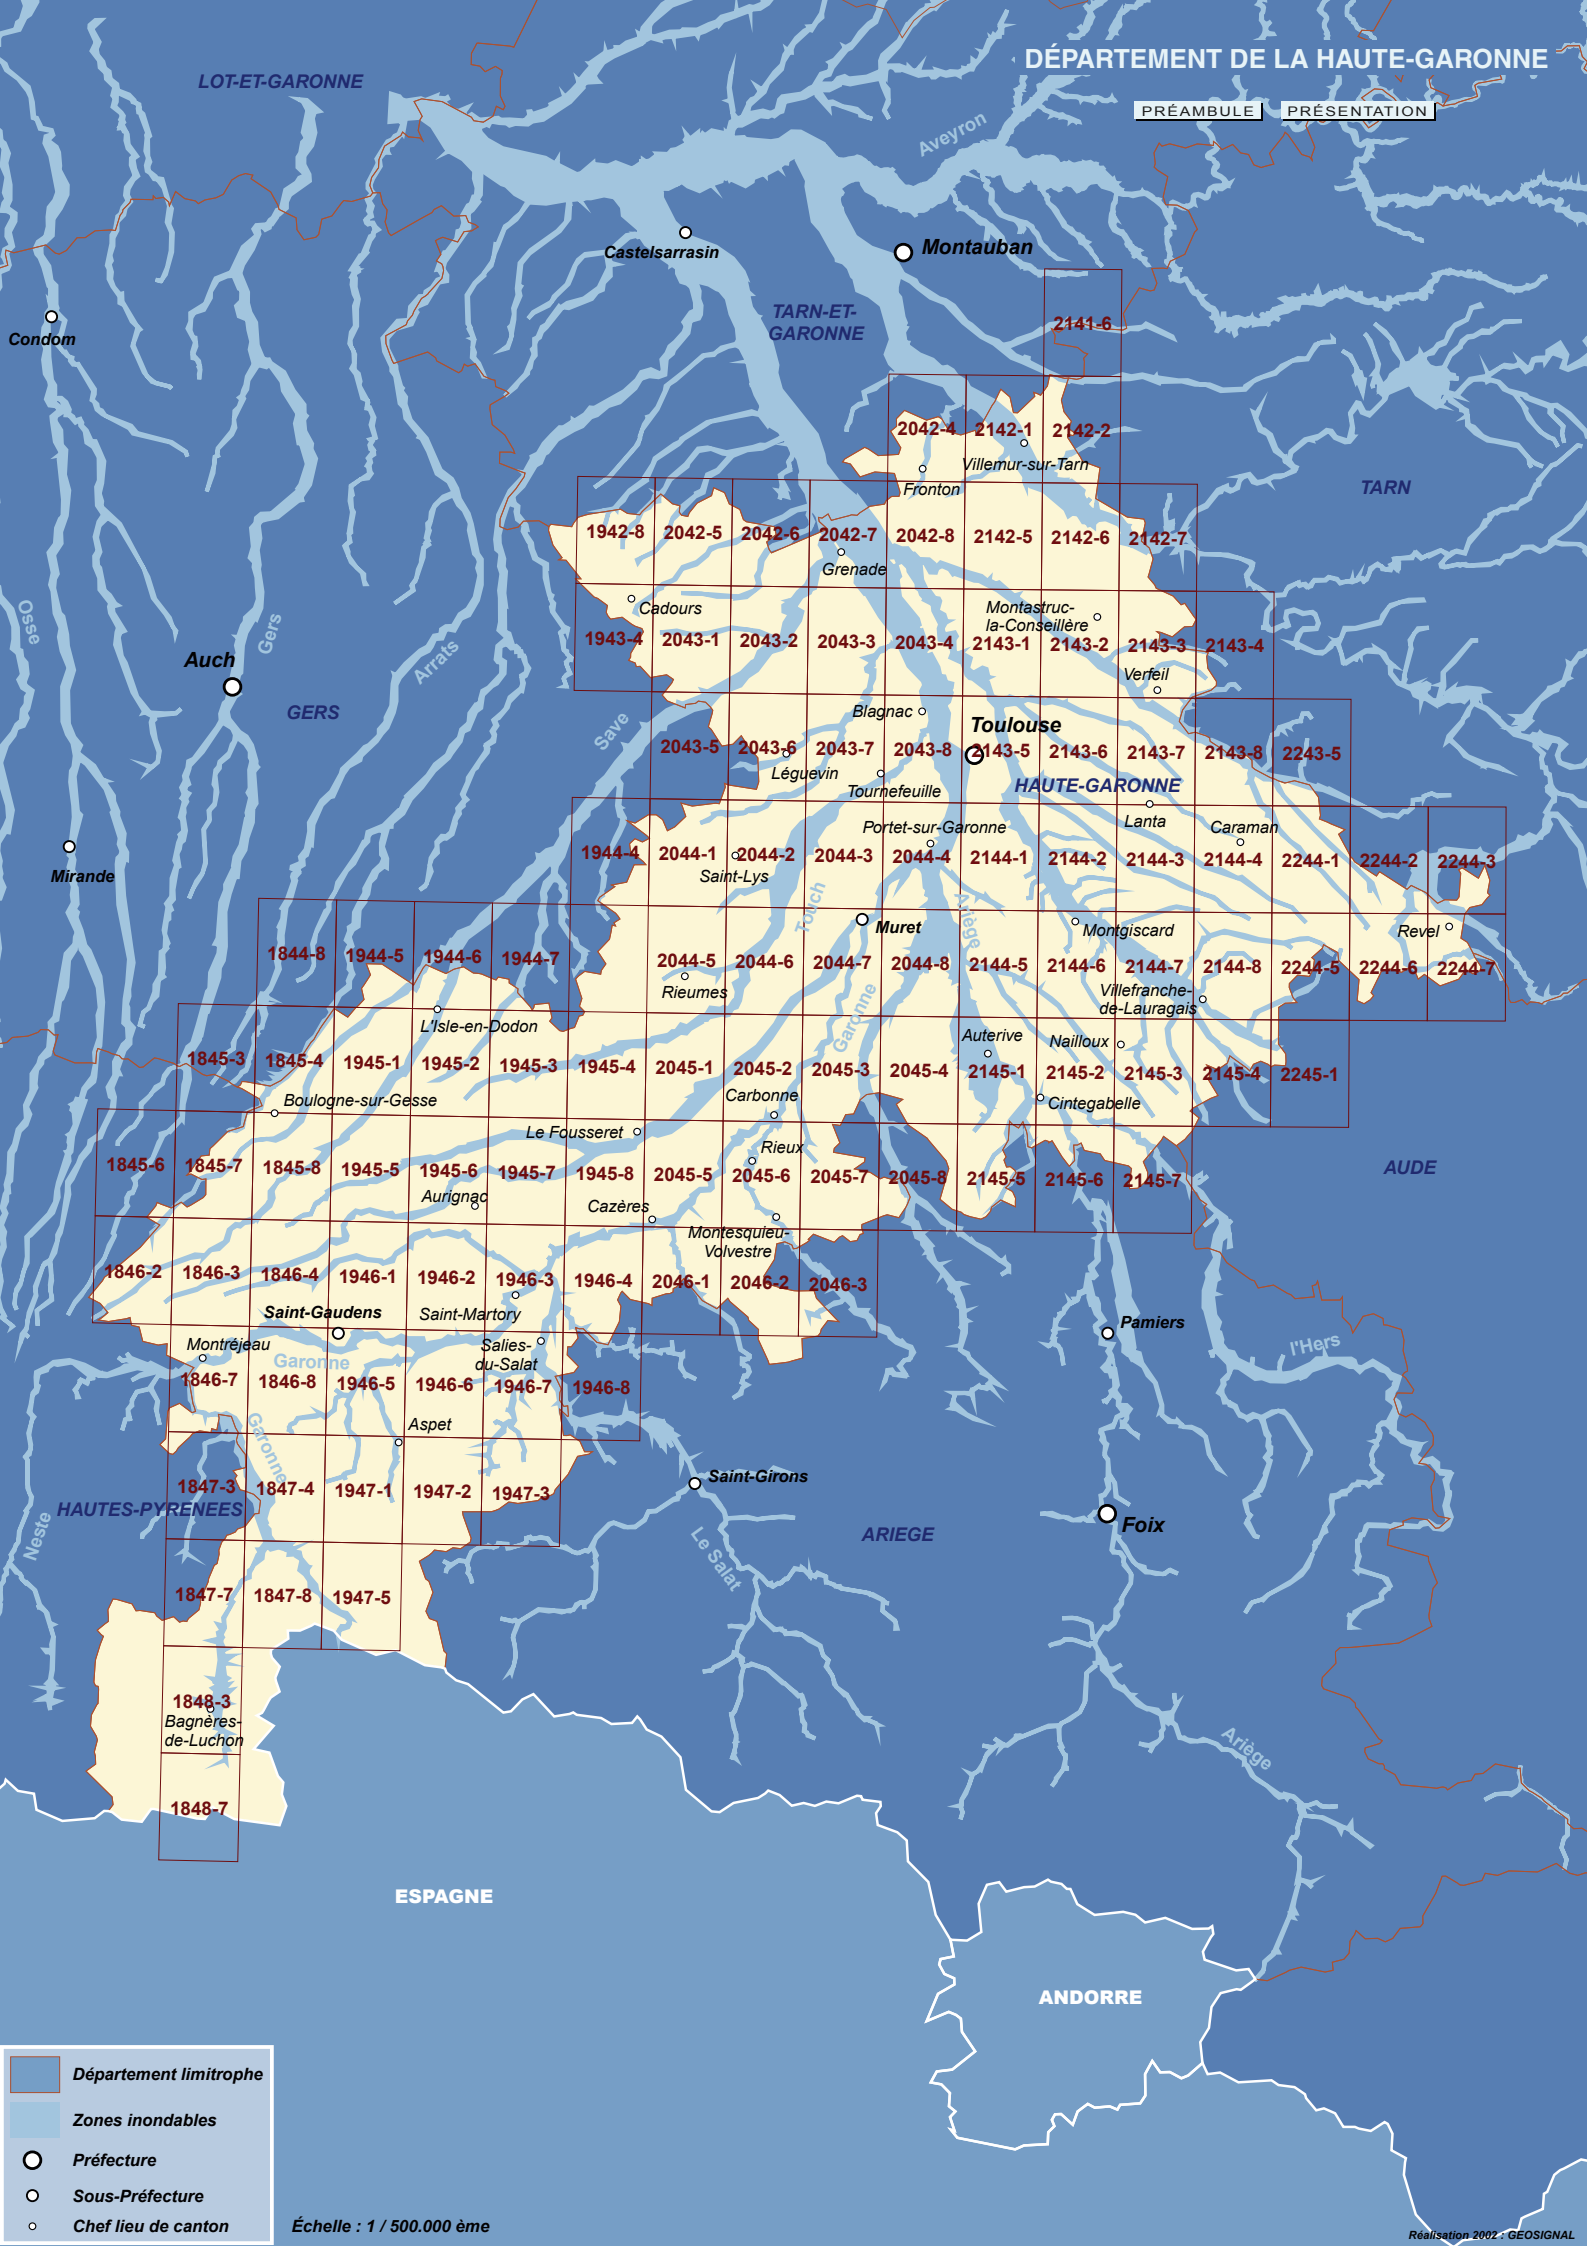 DÉPARTEMENT DE LA HAUTE-GARONNE
PRÉAMBULE
PRÉSENTATION
LOT-ET-GARONNE
Aveyron
Castelsarrasin
Montauban
Condom
TARN-ET-
GARONNE
2141-6
2042-4
2142-1
2142-2
Villemur-sur-Tarn
Fronton
TARN
1942-8
2042-5
2042-6
2042-7
2042-8
2142-5
2142-6
2142-7
Grenade
Cadours
Montastruc-
la-Conseillère
Osse
Gers
Arrats
1943-4
2043-1
2043-2
2043-3
2043-4
2143-1
2143-2
2143-3
2143-4
Auch
Verfeil
GERS
Save
Blagnac
Toulouse
2043-5
2043-6
2043-7
2043-8
2143-5
2143-6
2143-7
2143-8
2243-5
Léguevin
Tournefeuille
HAUTE-GARONNE
Lanta
Caraman
Portet-sur-Garonne
Mirande
1944-4
2044-1
2044-2
2044-3
2044-4
2144-1
2144-2
2144-3
2144-4
2244-1
2244-2
2244-3
Saint-Lys
Touch
Ariège
Muret
Montgiscard
Revel
1844-8
1944-5
1944-6
1944-7
2044-5
2044-6
2044-7
2044-8
2144-5
2144-6
2144-7
2144-8
2244-5
2244-6
2244-7
Rieumes
Villefranche-
de-Lauragais
L'Isle-en-Dodon
Garonne
Auterive
Nailloux
1845-3
1845-4
1945-1
1945-2
1945-3
1945-4
2045-1
2045-2
2045-3
2045-4
2145-1
2145-2
2145-3
2145-4
2245-1
Boulogne-sur-Gesse
Carbonne
Cintegabelle
Le Fousseret
Rieux
1845-6
1845-7
1845-8
1945-5
1945-6
1945-7
1945-8
2045-5
2045-6
2045-7
2045-8
2145-5
2145-6
2145-7
AUDE
Aurignac
Cazères
Montesquieu-
Volvestre
1846-2
1846-3
1846-4
1946-1
1946-2
1946-3
1946-4
2046-1
2046-2
2046-3
Saint-Gaudens
Saint-Martory
Pamiers
Montréjeau
Garonne
Salies-
du-Salat
l'Hers
1846-7
1846-8
1946-5
1946-6
1946-7
1946-8
Garonne
Aspet
Saint-Girons
1847-3
1847-4
1947-1
1947-2
1947-3
HAUTES-PYRENEES
Neste
Le Salat
ARIEGE
Foix
1847-7
1847-8
1947-5
1848-3
Bagnères-
de-Luchon
Ariège
1848-7
ESPAGNE
ANDORRE
Département limitrophe
Zones inondables
Préfecture
Sous-Préfecture
Chef lieu de canton
Échelle : 1 / 500.000 ème
Réalisation 2002 : GEOSIGNAL